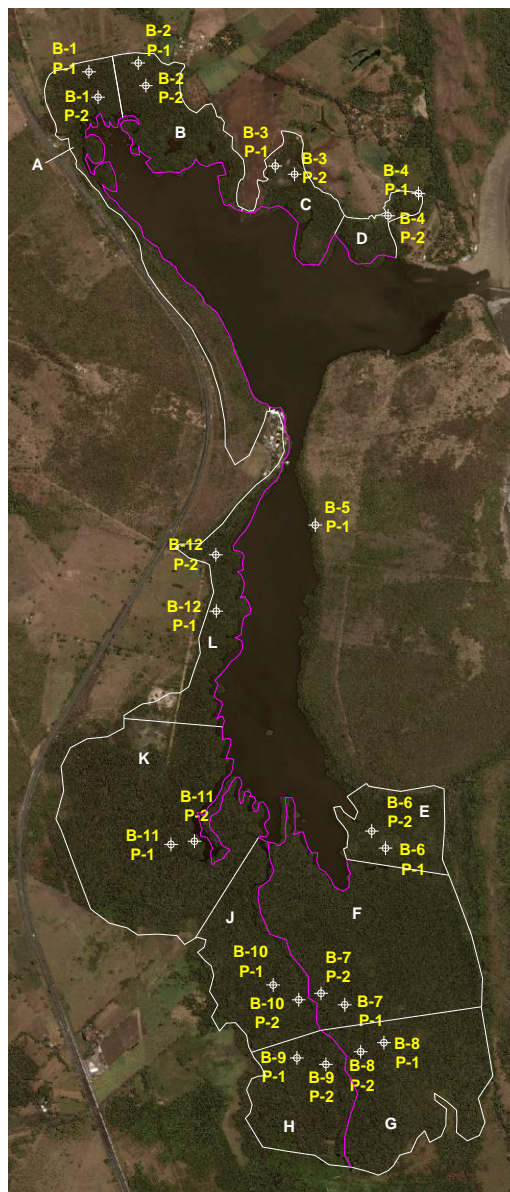 B-2
P-1
B-1
P-1
B-2
P-2
B-1
P-2
B
A
B-3
P-1
B-3
P-2
B-4
P-1
C
B-4
P-2
D
B-5
P-1
B-12
P-2
B-12
P-1
L
K
B-11
P-2
B-6
P-2
E
B-11
P-1
B-6
P-1
J
F
B-10
P-1
B-7
P-2
B-10
P-2
B-7
P-1
B-8
P-1
B-9
P-1
B-8
P-2
B-9
P-2
H
G